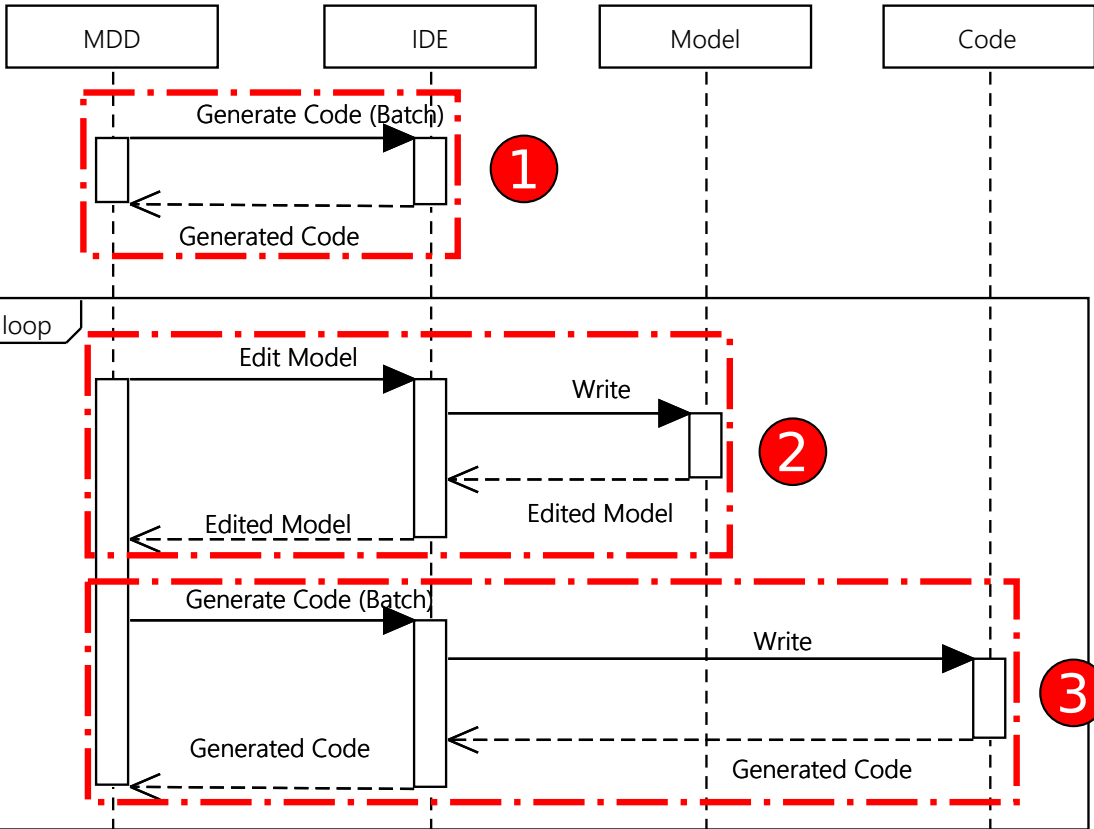 MDD
IDE
Model
Code
Generate Code (Batch)
1
Generated Code
loop
Edit Model
Write
2
Edited Model
Edited Model
Generate Code (Batch)
Write
3
Generated Code
Generated Code